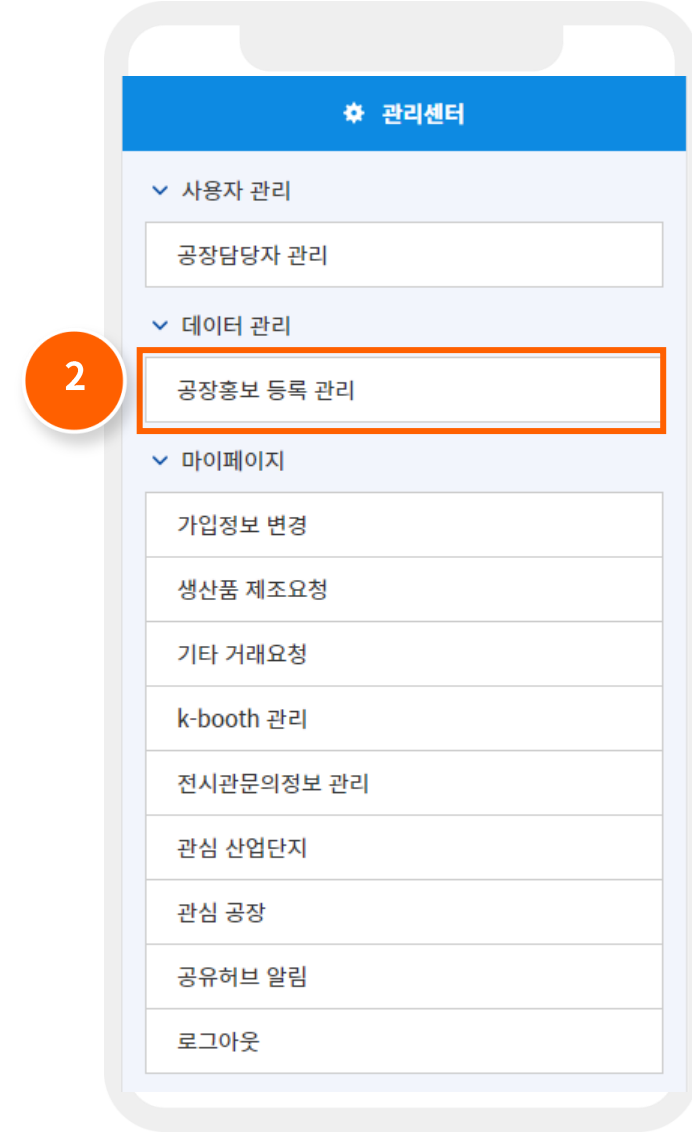 관리센터
사용자 관리
공장담당자 관리
데이터 관리
2
공장홍보 등록 관리
마이페이지
가입정보 변경
생산품 제조요청
기타 거래요청
k-booth 관리
전시관문의정보 관리
관심 산업단지
관심 공장
공유허브 알림
로그아웃